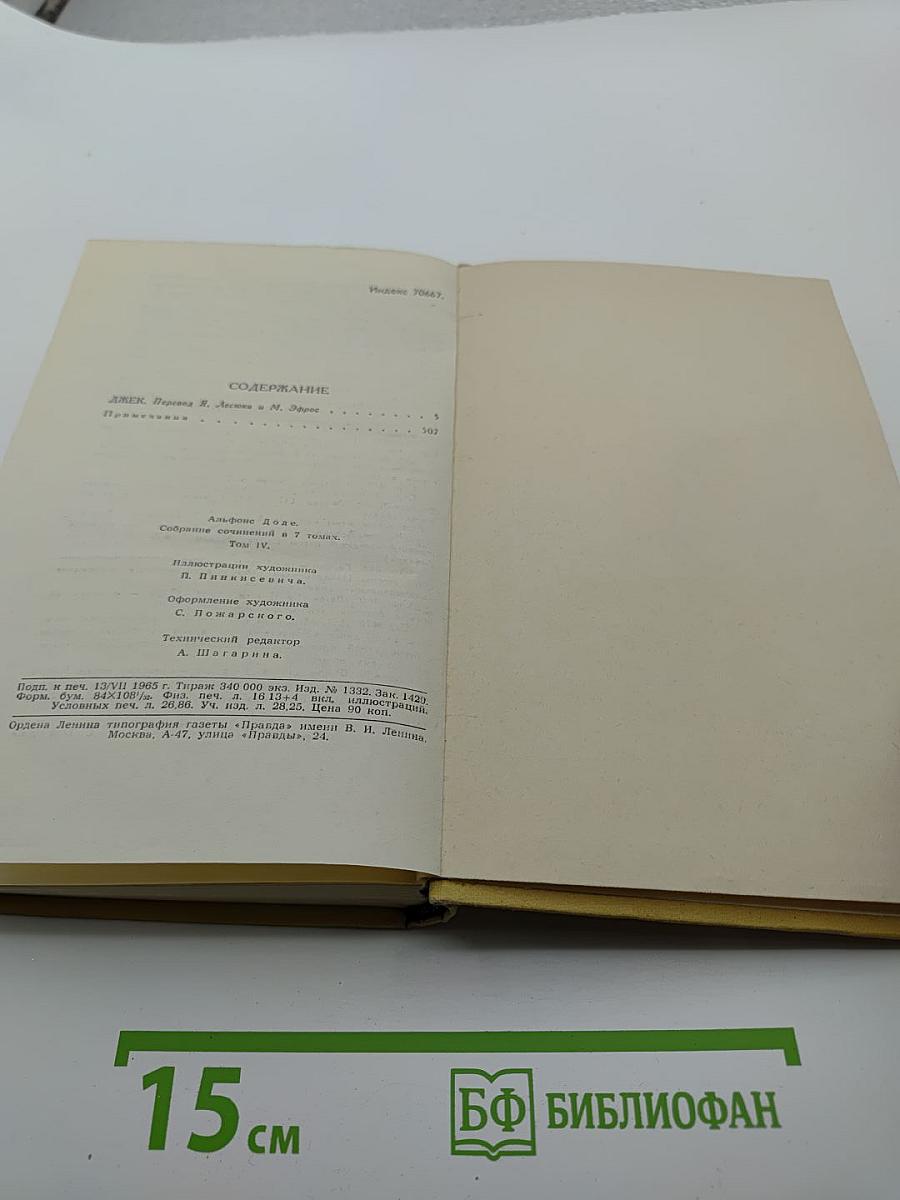 Индекс 70667.
СОДЕРЖАНИЕ
ДЖЕК. Перевод Я. Лесюка и М. Эфрос . . . . . . . . 5
Примечания . . . . . . . . . . . . . . . 507
Альфонс Доде.
Собрание сочинений в 7 томах.
Том IV.
Иллюстрации художника
П. Пинкисевича.
Оформление художника
С. Пожарского.
Технический редактор
А. Шагарина.
Подп. к печ. 13/VII 1965 г. Тираж 340 000 экз. Изд. № 1332. Зак. 1429.
Форм. бум. 84×108¹/₃₂. Физ. печ. л. 16 13+4 вкл. иллюстраций.
Условных печ. л. 26,86. Уч. изд. л. 28,25. Цена 90 коп.
Ордена Ленина типография газеты «Правда» имени В. И. Ленина.
Москва, А-47, улица «Правды», 24.
15 см
БФ БИБЛИОФАН